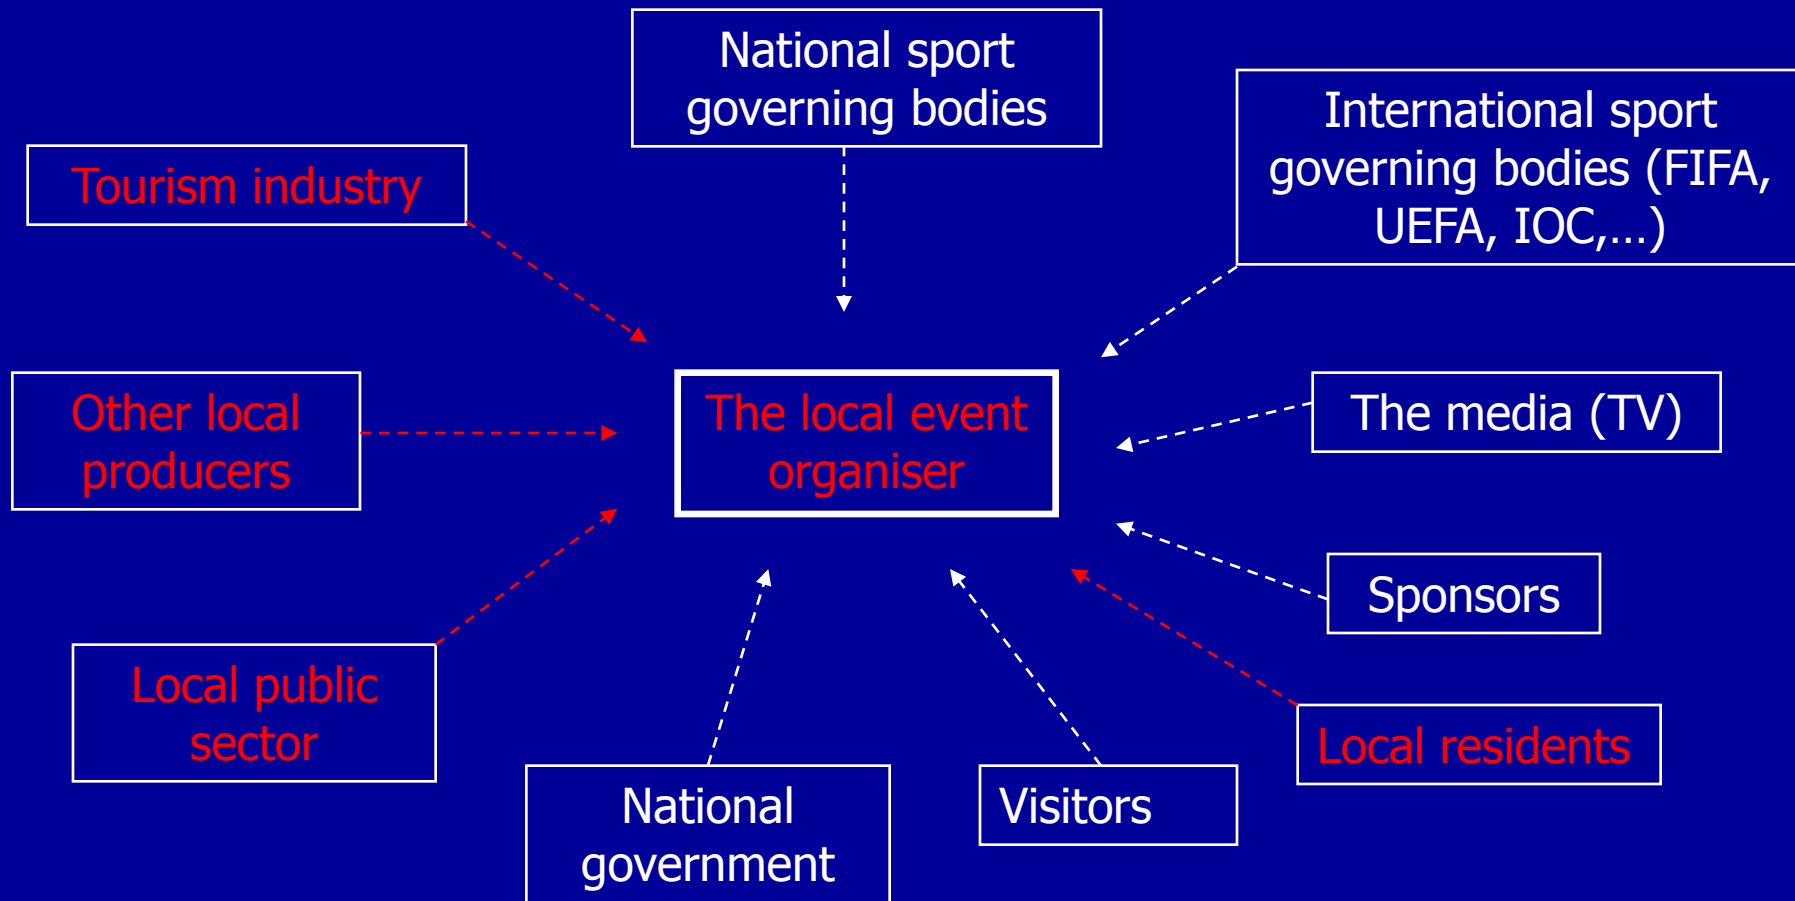 National sport
governing bodies
International sport
governing bodies (FIFA,
UEFA, IOC,...)
Tourism industry
Other local
producers
The local event
organiser
The media (TV)
Sponsors
Local public
sector
Local residents
National
government
Visitors